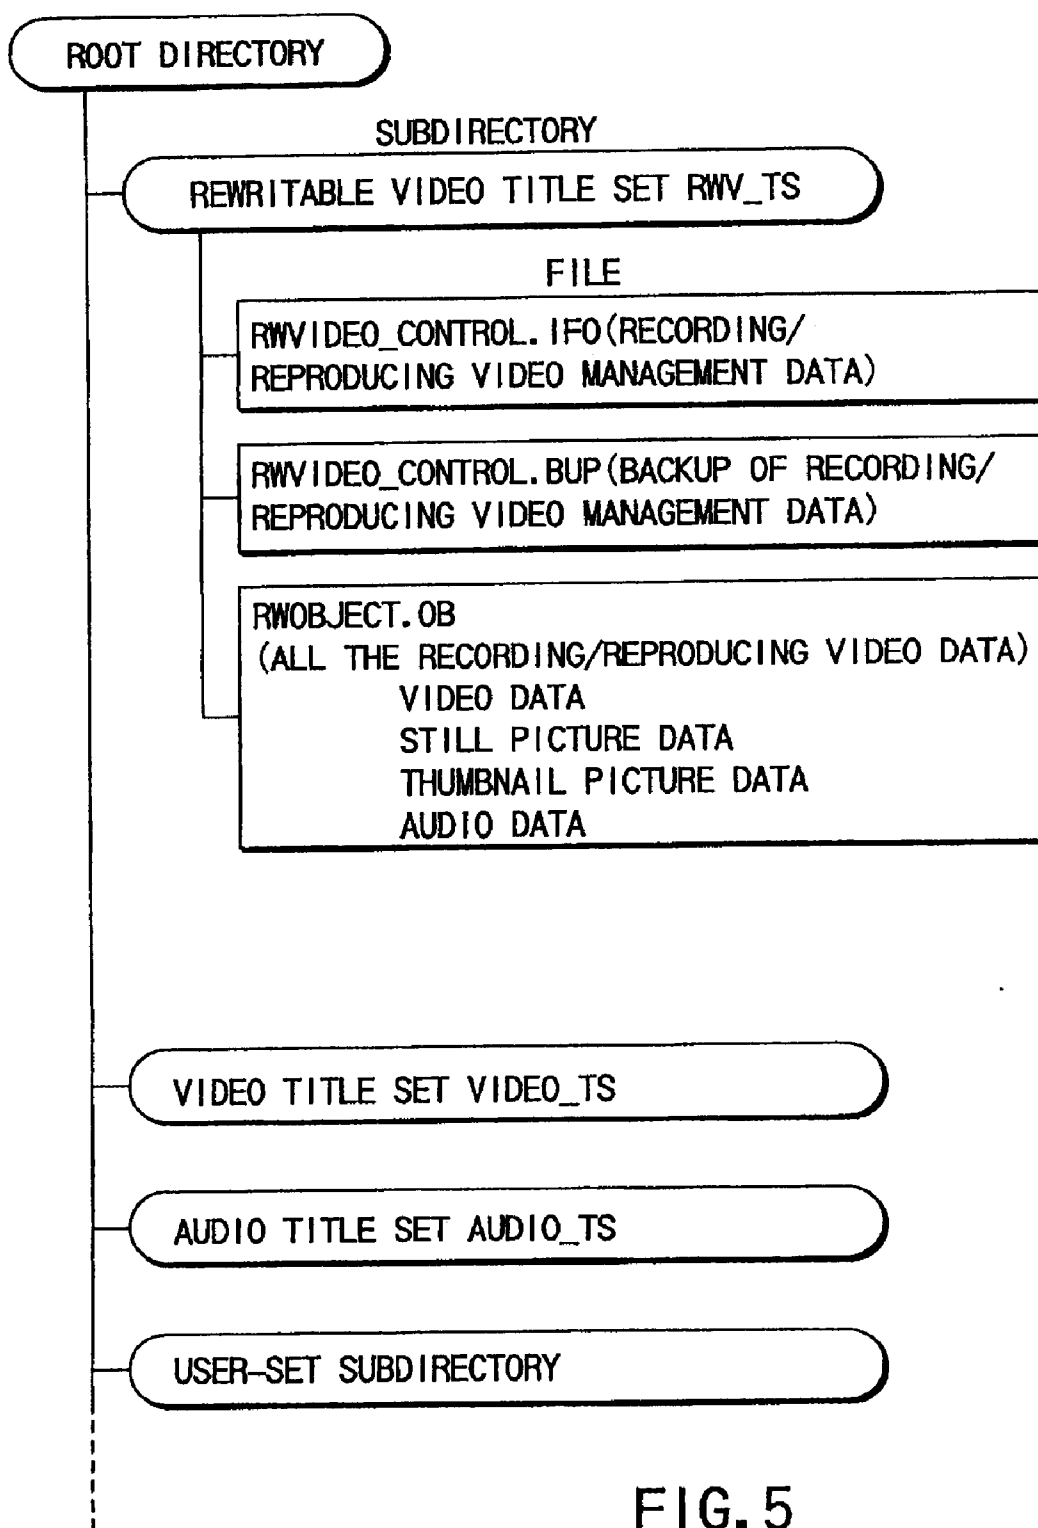 ROOT DIRECTORY
SUBDIRECTORY
REWRITABLE VIDEO TITLE SET RWV_TS
FILE
RWVIDEO_CONTROL.IFO(RECORDING/
REPRODUCING VIDEO MANAGEMENT DATA)
RWVIDEO_CONTROL.BUP(BACKUP OF RECORDING/
REPRODUCING VIDEO MANAGEMENT DATA)
RWOBJECT.OB
(ALL THE RECORDING/REPRODUCING VIDEO DATA)
VIDEO DATA
STILL PICTURE DATA
THUMBNAIL PICTURE DATA
AUDIO DATA
VIDEO TITLE SET VIDEO_TS
AUDIO TITLE SET AUDIO_TS
USER-SET SUBDIRECTORY
FIG.5